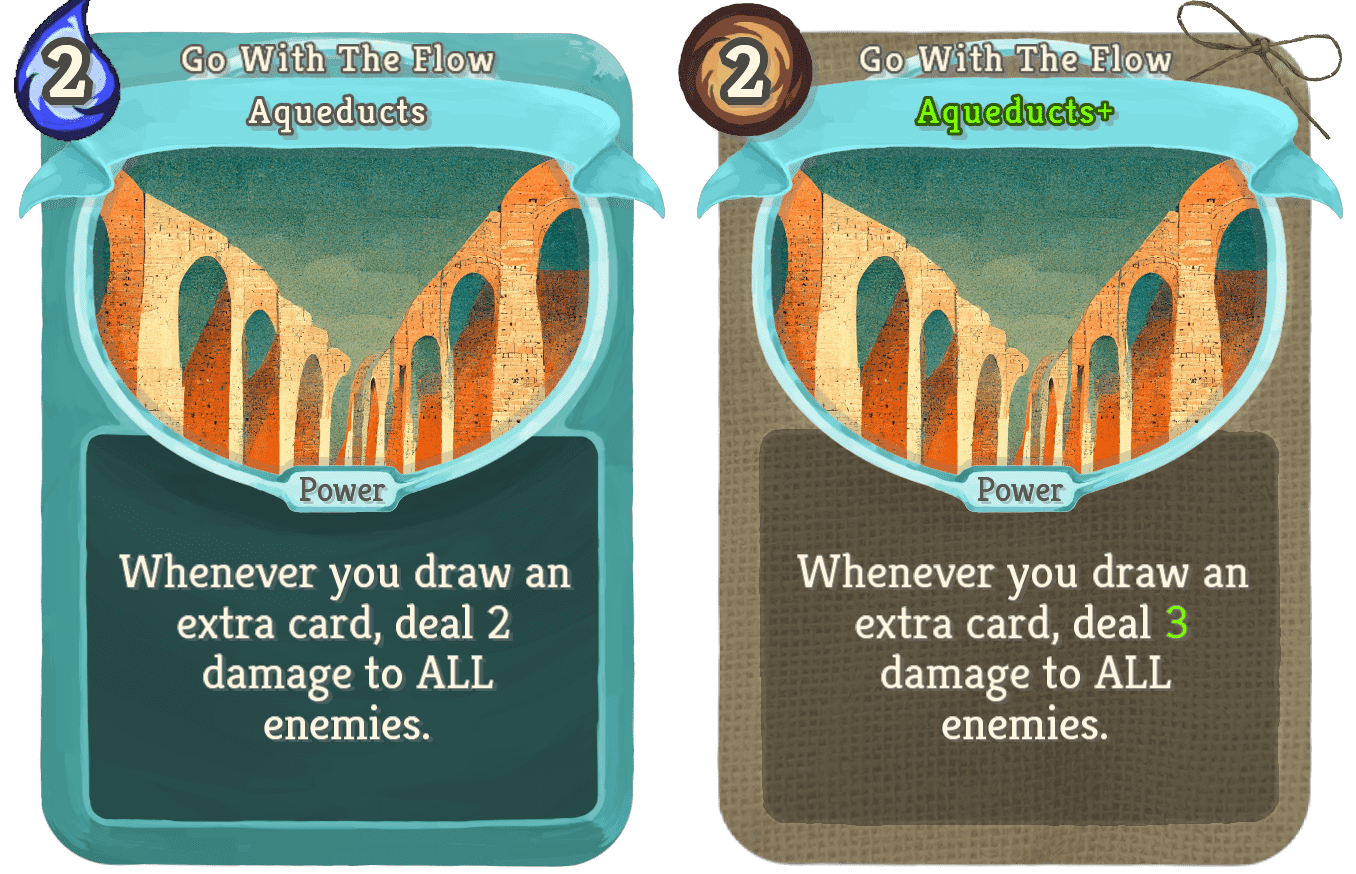 2
Go With The Flow
Aqueducts
Power
Whenever you draw an
extra card, deal 2
damage to ALL
enemies.
2
Go With The Flow
Aqueducts+
Power
Whenever you draw an
extra card, deal 3
damage to ALL
enemies.